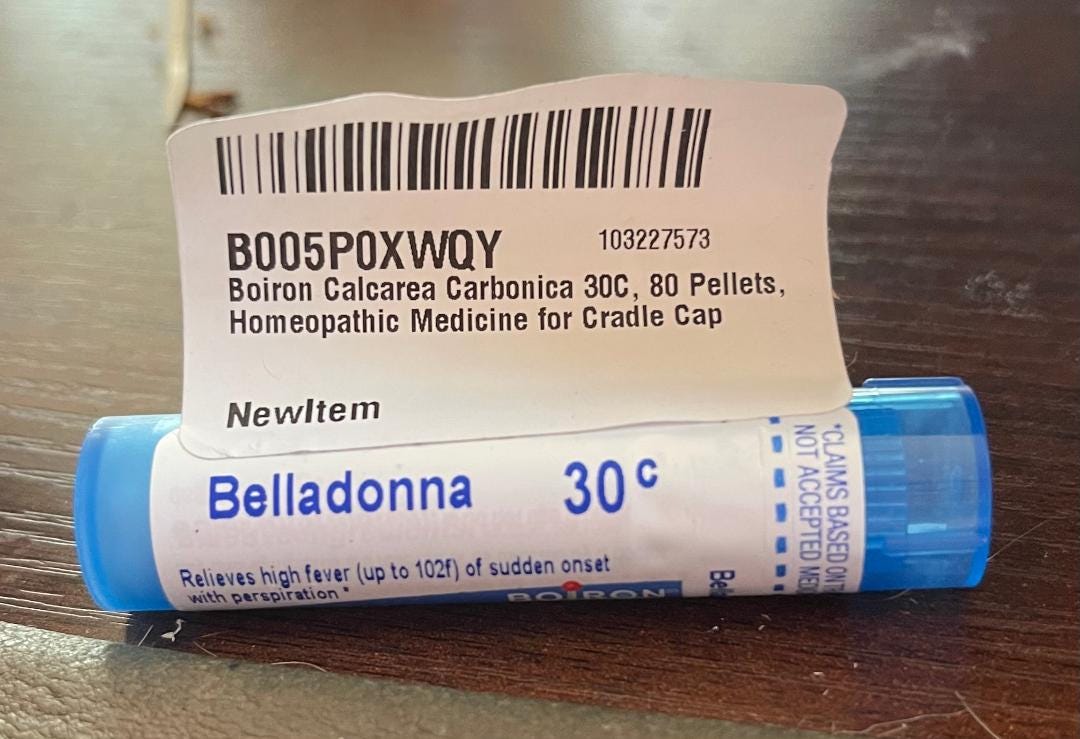 B005P0XWQY 103227573
Boiron Calcarea Carbonica 30C, 80 Pellets,
Homeopathic Medicine for Cradle Cap
NewItem
Belladonna 30c
Relieves high fever (up to 102f) of sudden onset
with perspiration*
BOIRON
*CLAIMS BASED ON
NOT ACCEPTED